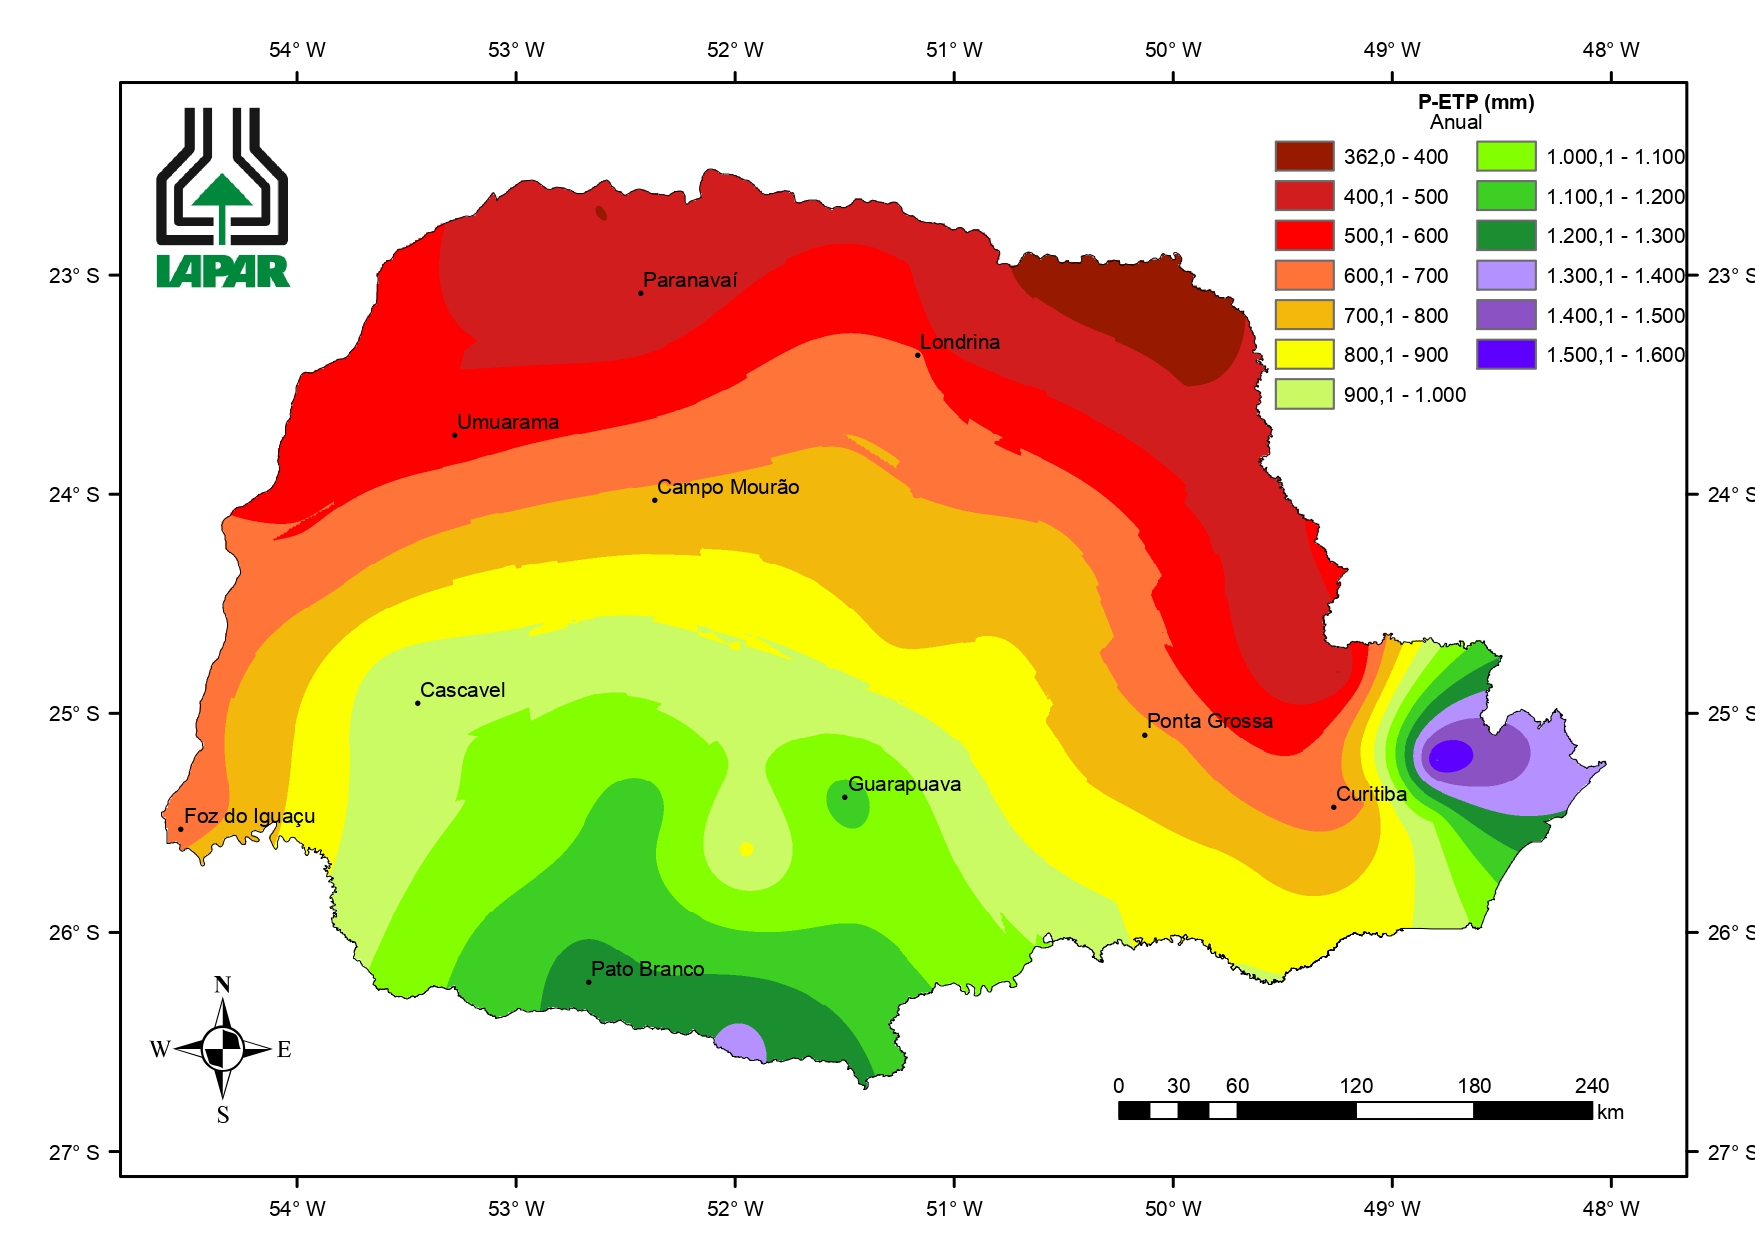 54° W 53° W 52° W 51° W 50° W 49° W 48° W
P-ETP (mm)
Anual
362,0 - 400 1.000,1 - 1.100
400,1 - 500 1.100,1 - 1.200
500,1 - 600 1.200,1 - 1.300
600,1 - 700 1.300,1 - 1.400
700,1 - 800 1.400,1 - 1.500
800,1 - 900 1.500,1 - 1.600
900,1 - 1.000
IAPAR
23° S 23° S
Paranavaí
Londrina
Umuarama
Campo Mourão
24° S 24° S
Cascavel
25° S 25° S
Ponta Grossa
Guarapuava
Curitiba
Foz do Iguaçu
26° S 26° S
Pato Branco
N
W E
S
0 30 60 120 180 240
km
27° S 27° S
54° W 53° W 52° W 51° W 50° W 49° W 48° W